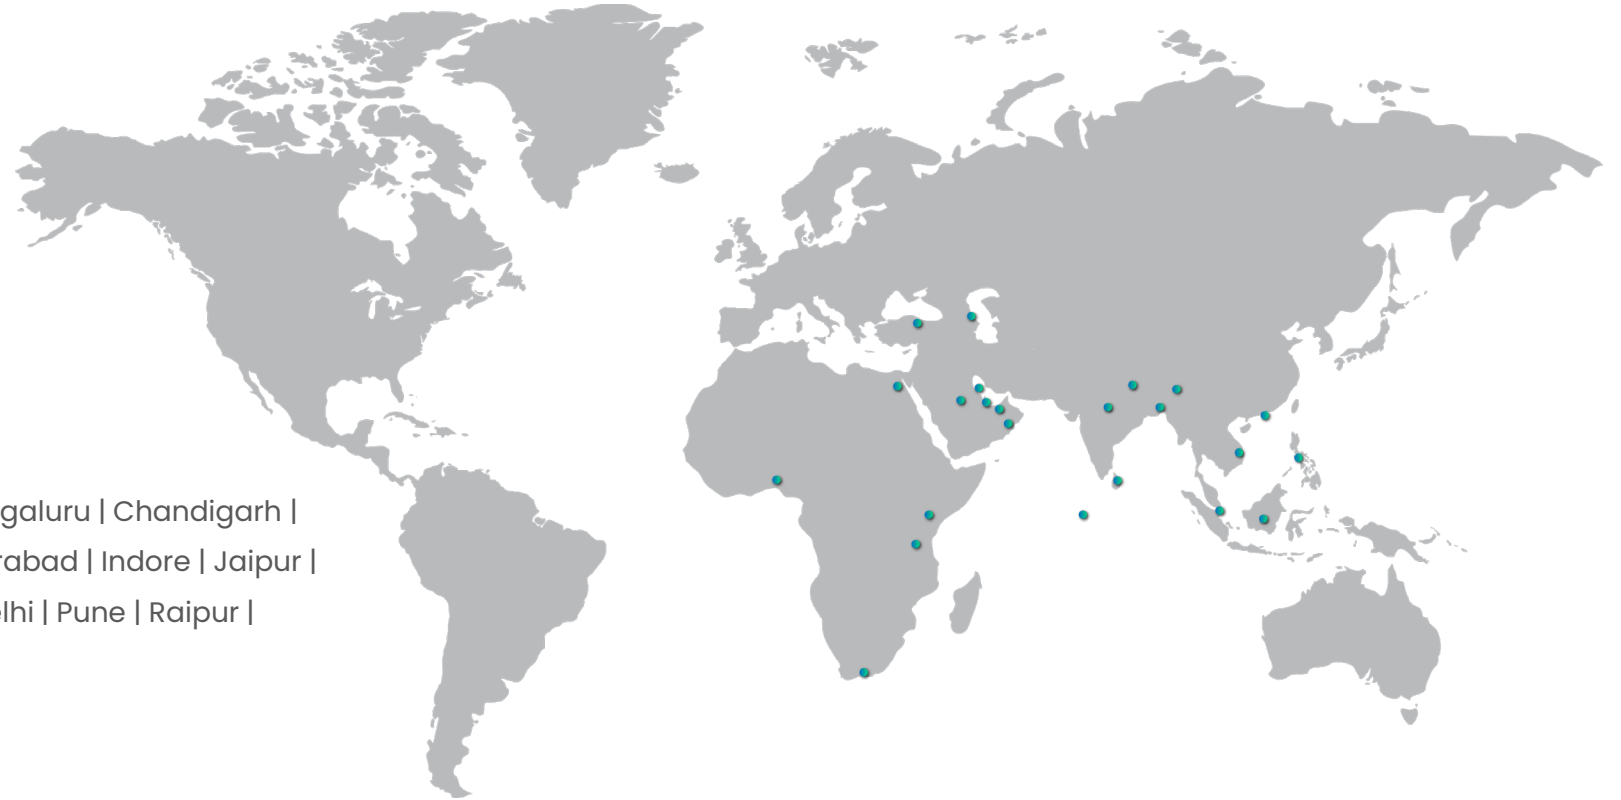 galuru | Chandigarh |
rabad | Indore | Jaipur |
lhi | Pune | Raipur |